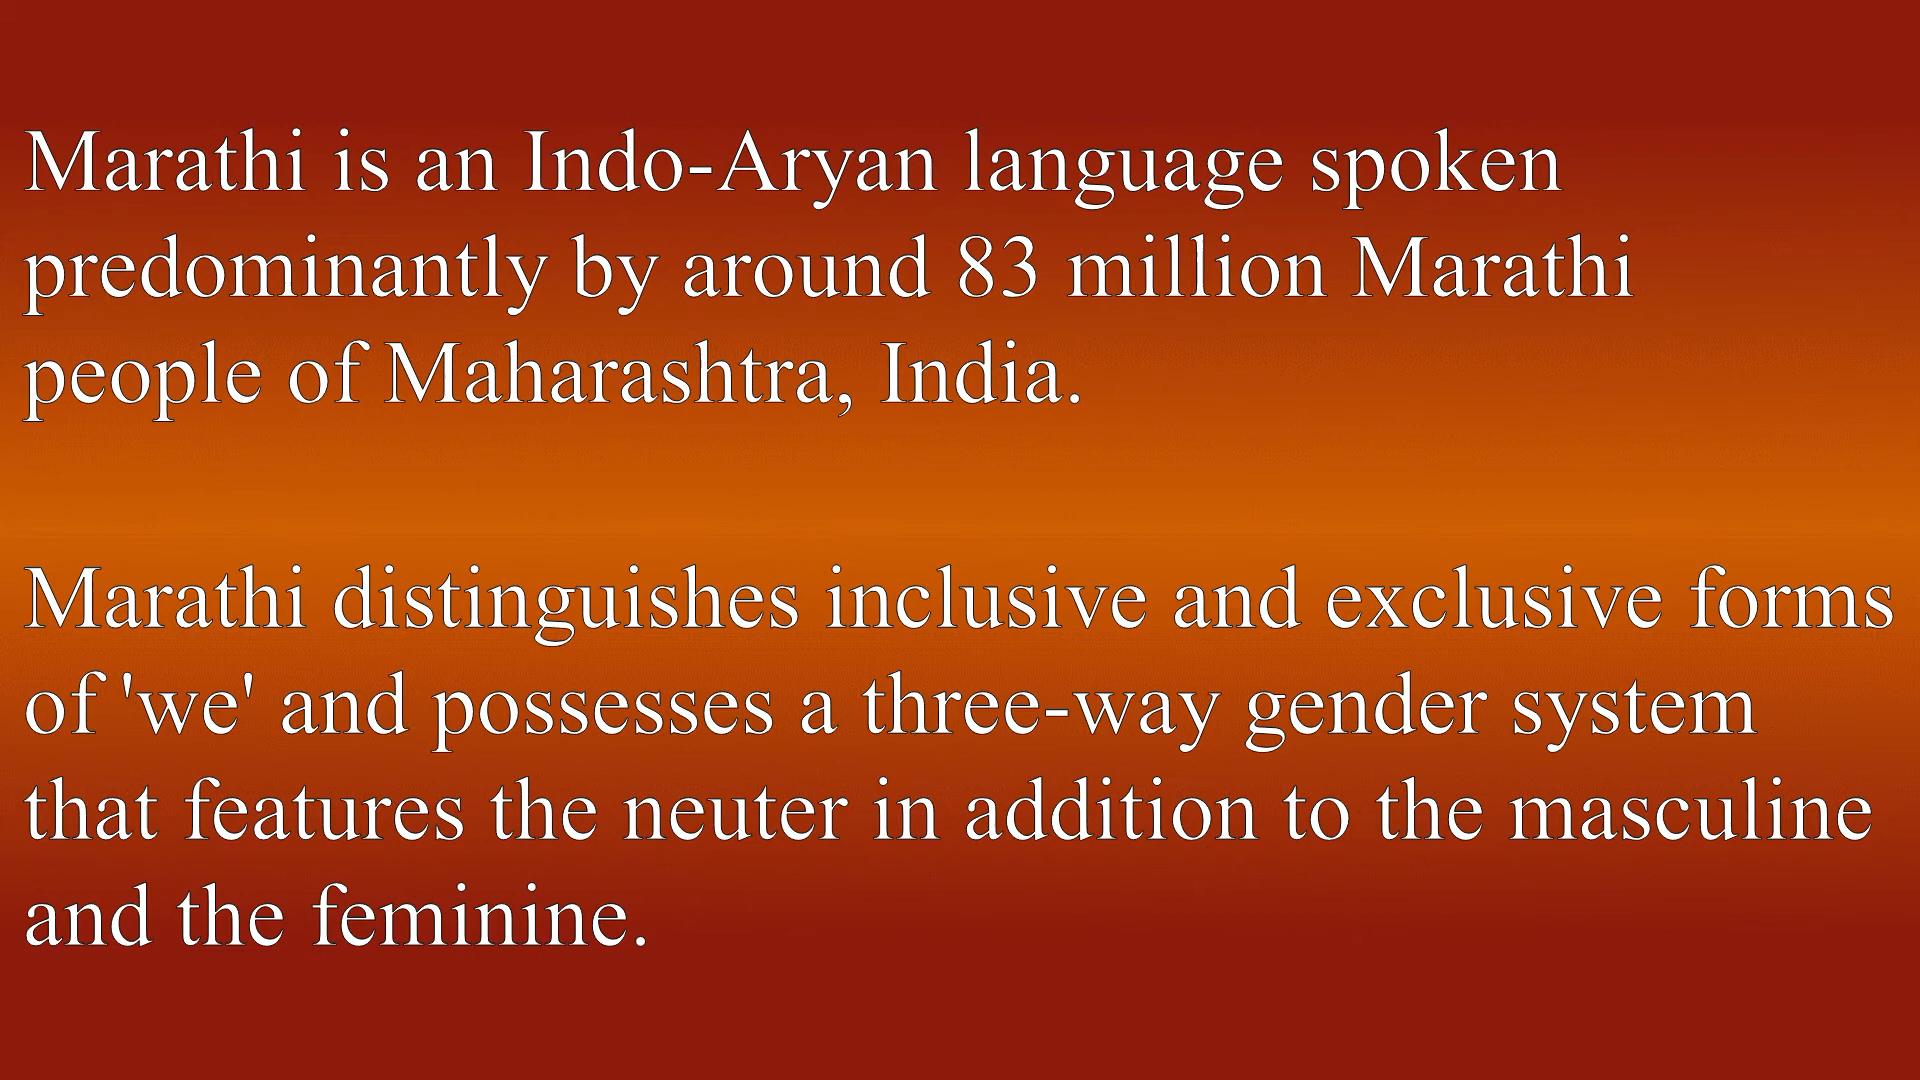 Marathi is an Indo-Aryan language spoken
predominantly by around 83 million Marathi
people of Maharashtra, India.
Marathi distinguishes inclusive and exclusive forms
of 'we' and possesses a three-way gender system
that features the neuter in addition to the masculine
and the feminine.